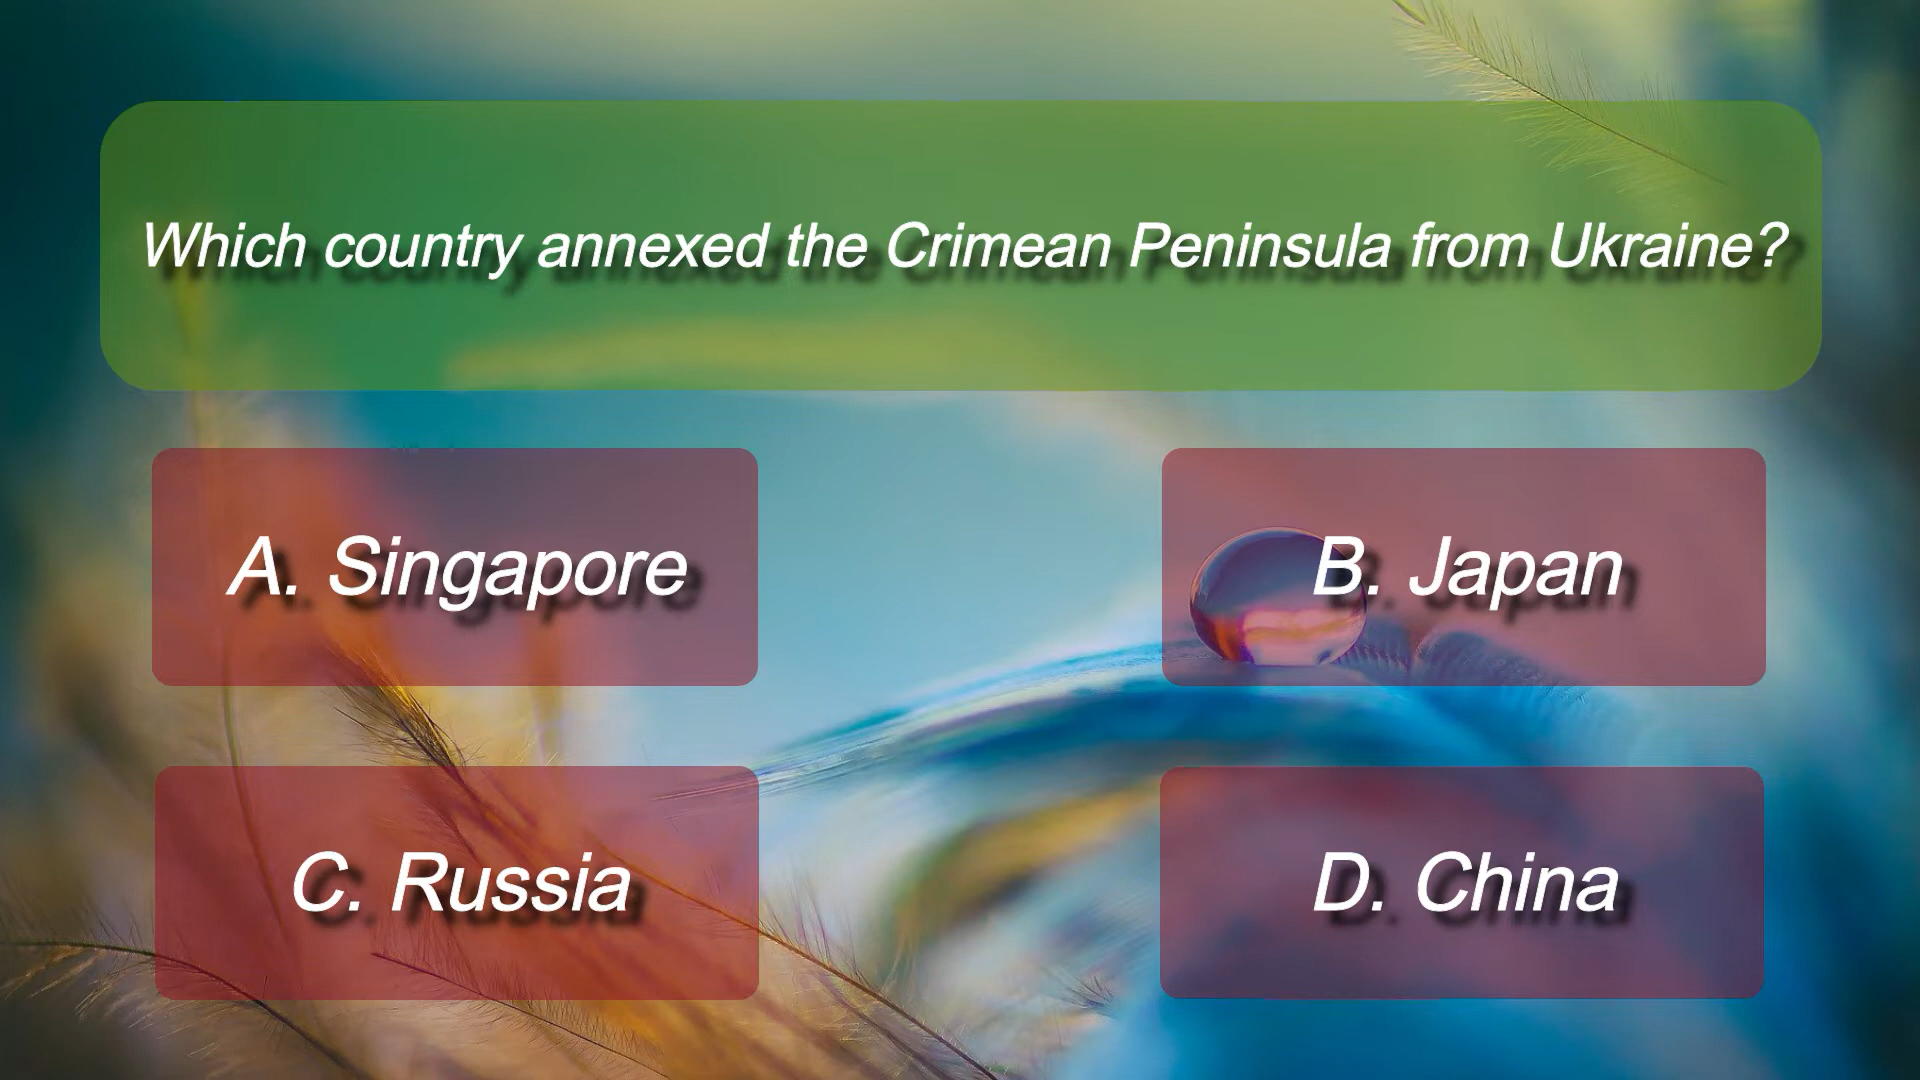 Which country annexed the Crimean Peninsula from Ukraine?
A. Singapore
B. Japan
C. Russia
D. China